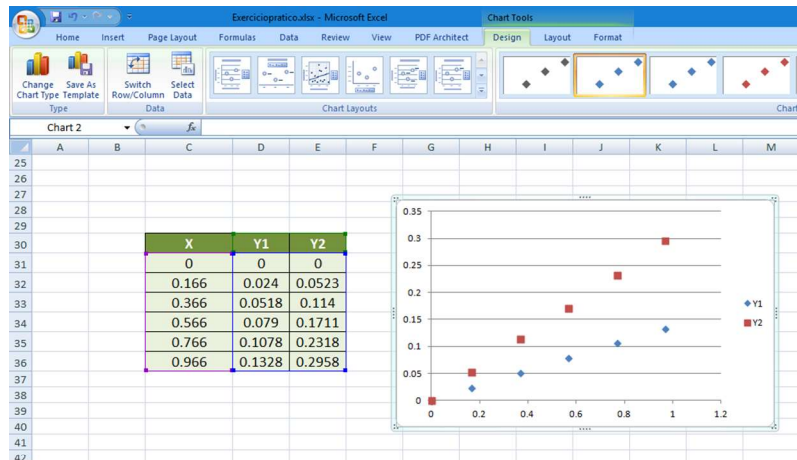 Exerciciopratico.xlsx - Microsoft Excel
Chart Tools
Home Insert Page Layout Formulas Data Review View PDF Architect Design Layout Format
Change Chart Type
Save As Template
Switch Row/Column
Select Data
Type Data Chart Layouts Chart
Chart 2 fx
A B C D E F G H I J K L M
25
26
27
28
29
30 X Y1 Y2
31 0 0 0
32 0.166 0.024 0.0523
33 0.366 0.0518 0.114
34 0.566 0.079 0.1711
35 0.766 0.1078 0.2318
36 0.966 0.1328 0.2958
37
38
39
40
41
42
0.35
0.3
0.25
0.2
0.15
0.1
0.05
0
0 0.2 0.4 0.6 0.8 1 1.2
Y1
Y2